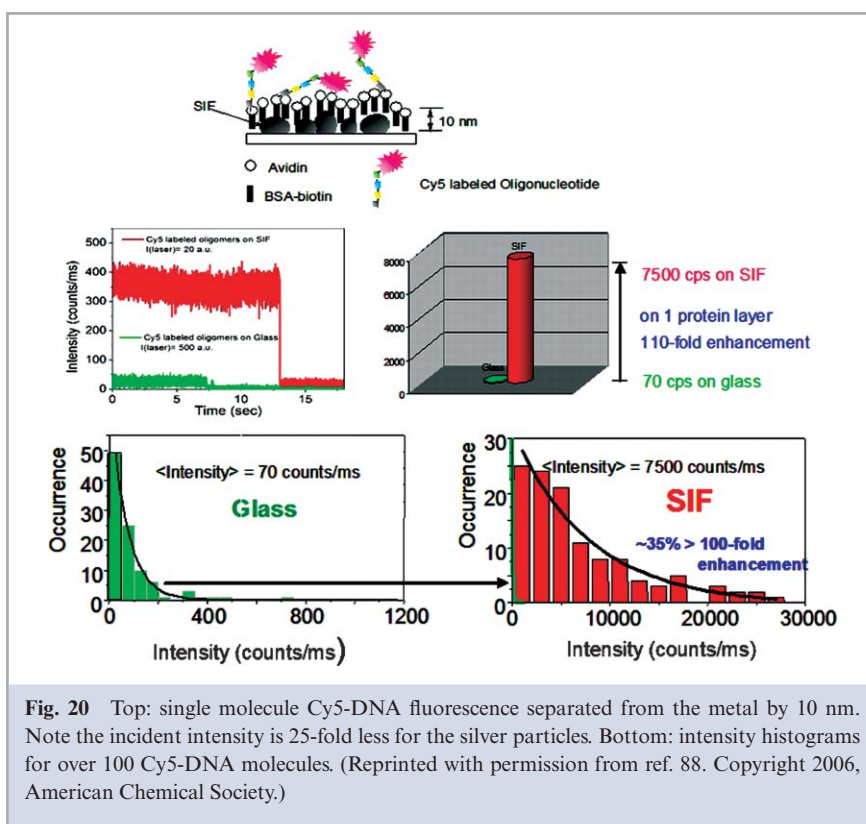 SIF
10 nm
Avidin
BSA-biotin
Cy5 labeled Oligonucleotide
500
400
300
200
100
0
Intensity (counts/ms)
Cy5 labeled oligomers on SIF
I(laser)= 20 a.u.
Cy5 labeled oligomers on Glass
I(laser)= 500 a.u.
0 5 10 15
Time (sec)
8000
6000
4000
2000
0
SIF
Glass
7500 cps on SIF
on 1 protein layer
110-fold enhancement
70 cps on glass
50
40
30
20
10
0
Occurrence
<Intensity> = 70 counts/ms
Glass
0 400 800 1200
Intensity (counts/ms)
30
20
10
0
Occurrence
<Intensity> = 7500 counts/ms
SIF
~35% > 100-fold
enhancement
0 10000 20000 30000
Intensity (counts/ms)
Fig. 20 Top: single molecule Cy5-DNA fluorescence separated from the metal by 10 nm.
Note the incident intensity is 25-fold less for the silver particles. Bottom: intensity histograms
for over 100 Cy5-DNA molecules. (Reprinted with permission from ref. 88. Copyright 2006,
American Chemical Society.)